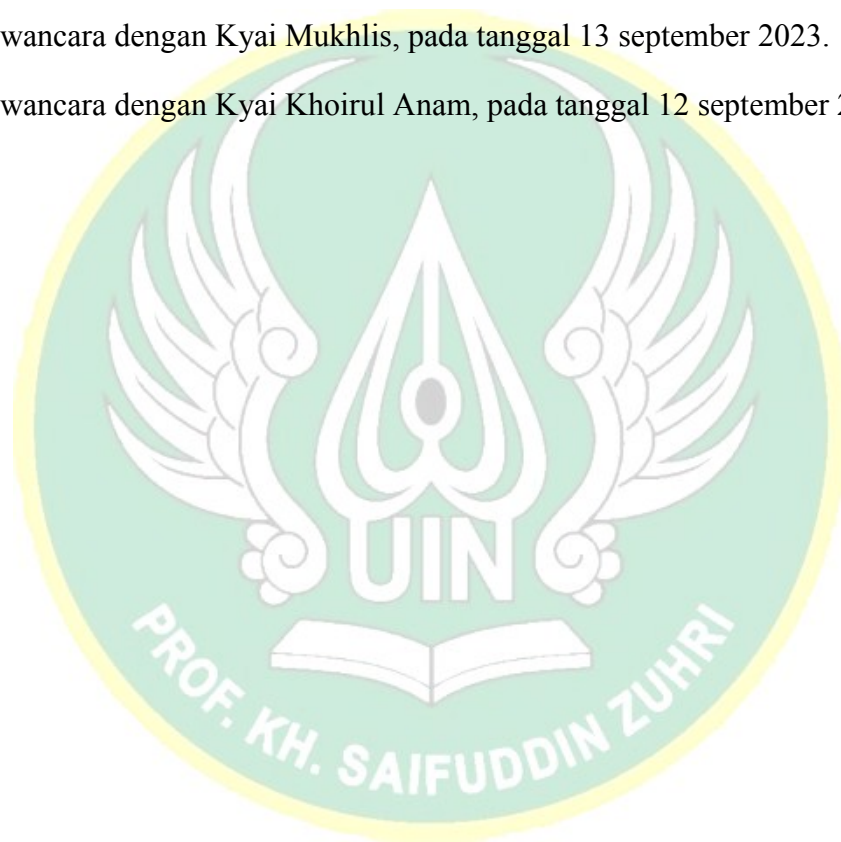 wancara dengan Kyai Mukhlis, pada tanggal 13 september 2023.
wancara dengan Kyai Khoirul Anam, pada tanggal 12 september 2
UIN
PROF. KH. SAIFUDDIN ZUHRI